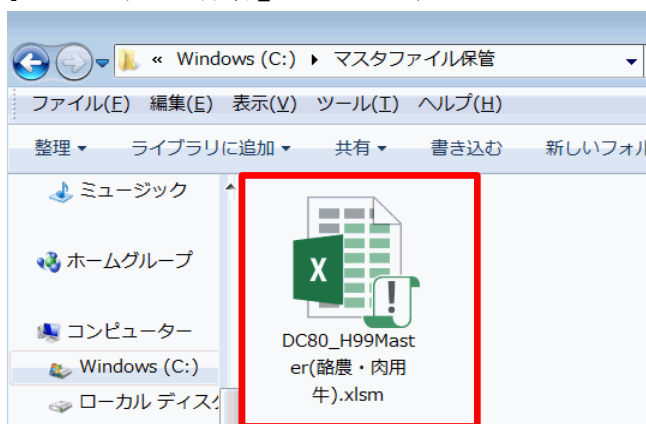 « Windows (C:) ▸ マスタファイル保管
ファイル(F) 編集(E) 表示(V) ツール(T) ヘルプ(H)
整理 ▾ ライブラリに追加 ▾ 共有 ▾ 書き込む 新しいフォル
ミュージック
ホームグループ
コンピューター
Windows (C:)
ローカル ディスク
DC80_H99Mast
er(酪農・肉用
牛).xlsm